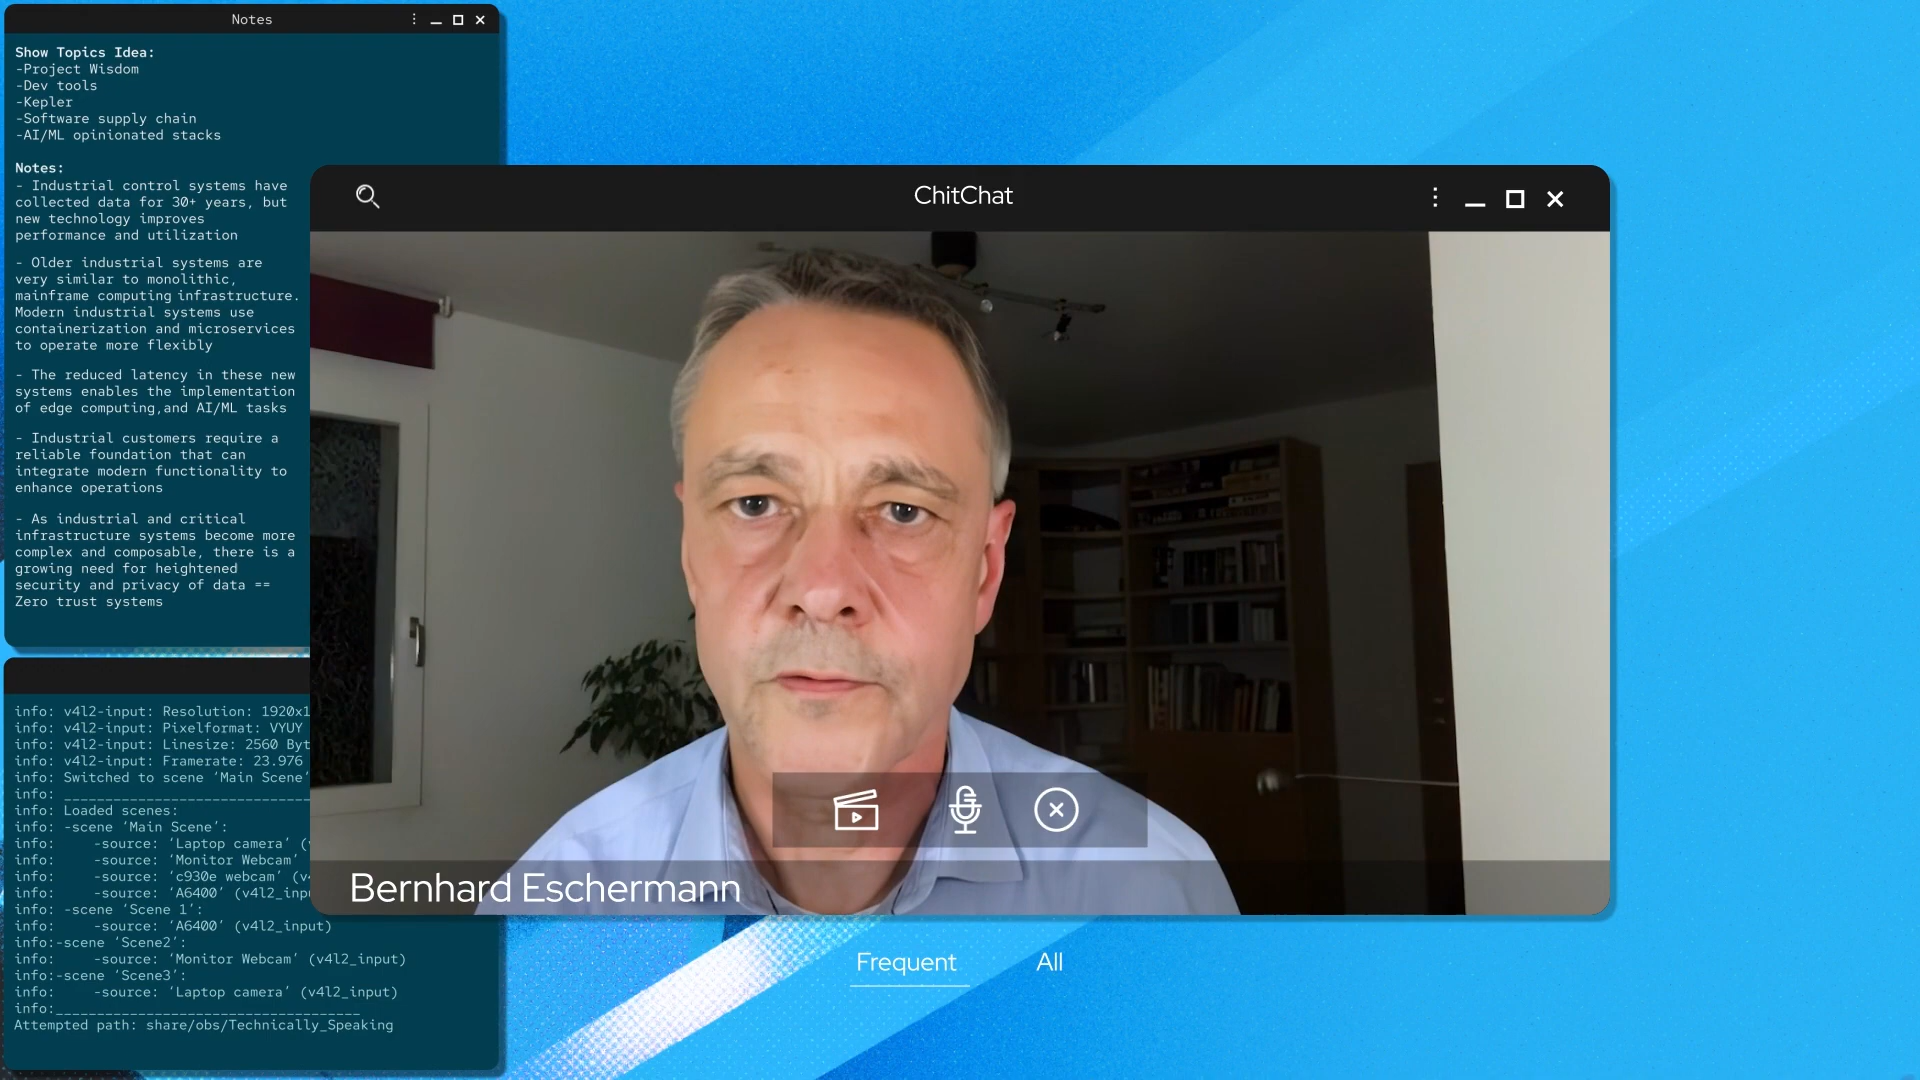 Notes
Show Topics Idea:
-Project Wisdom
-Dev tools
-Kepler
-Software supply chain
-AI/ML opinionated stacks
Notes:
- Industrial control systems have
collected data for 30+ years, but
new technology improves
performance and utilization
- Older industrial systems are
very similar to monolithic,
mainframe computing infrastructure.
Modern industrial systems use
containerization and microservices
to operate more flexibly
- The reduced latency in these new
systems enables the implementation
of edge computing,and AI/ML tasks
- Industrial customers require a
reliable foundation that can
integrate modern functionality to
enhance operations
- As industrial and critical
infrastructure systems become more
complex and composable, there is a
growing need for heightened
security and privacy of data ==
Zero trust systems
ChitChat
Bernhard Eschermann
Frequent
All
info: v4l2-input: Resolution: 1920x1
info: v4l2-input: Pixelformat: VYUY
info: v4l2-input: Linesize: 2560 Byt
info: v4l2-input: Framerate: 23.976
info: Switched to scene ‘Main Scene’
info: ______________________________
info: Loaded scenes:
info: -scene ‘Main Scene’:
info:     -source: ‘Laptop camera’ (v
info:     -source: ‘Monitor Webcam’
info:     -source: ‘c930e webcam’ (v4
info:     -source: ‘A6400’ (v4l2_inp
info: -scene ‘Scene 1’:
info:     -source: ‘A6400’ (v4l2_input)
info:-scene ‘Scene2’:
info:     -source: ‘Monitor Webcam’ (v4l2_input)
info:-scene ‘Scene3’:
info:     -source: ‘Laptop camera’ (v4l2_input)
info:_____________________________________
Attempted path: share/obs/Technically_Speaking